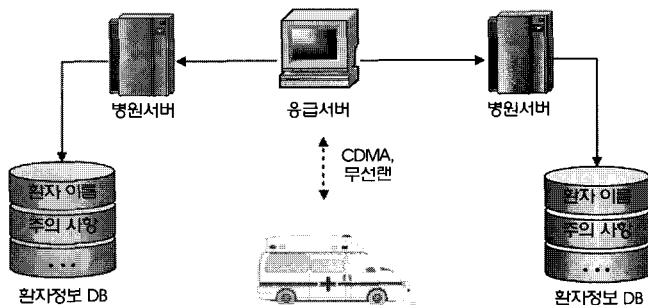 병원서버
응급서버
병원서버
CDMA,
무선랜
환자 이름
주의 사항
...
환자정보 DB
환자 이름
주의 사항
...
환자정보 DB